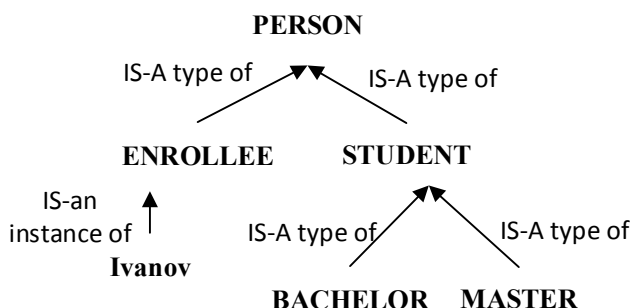 PERSON
IS-A type of
IS-A type of
ENROLLEE
STUDENT
IS-an
instance of
IS-A type of
IS-A type of
Ivanov
BACHELOR
MASTER